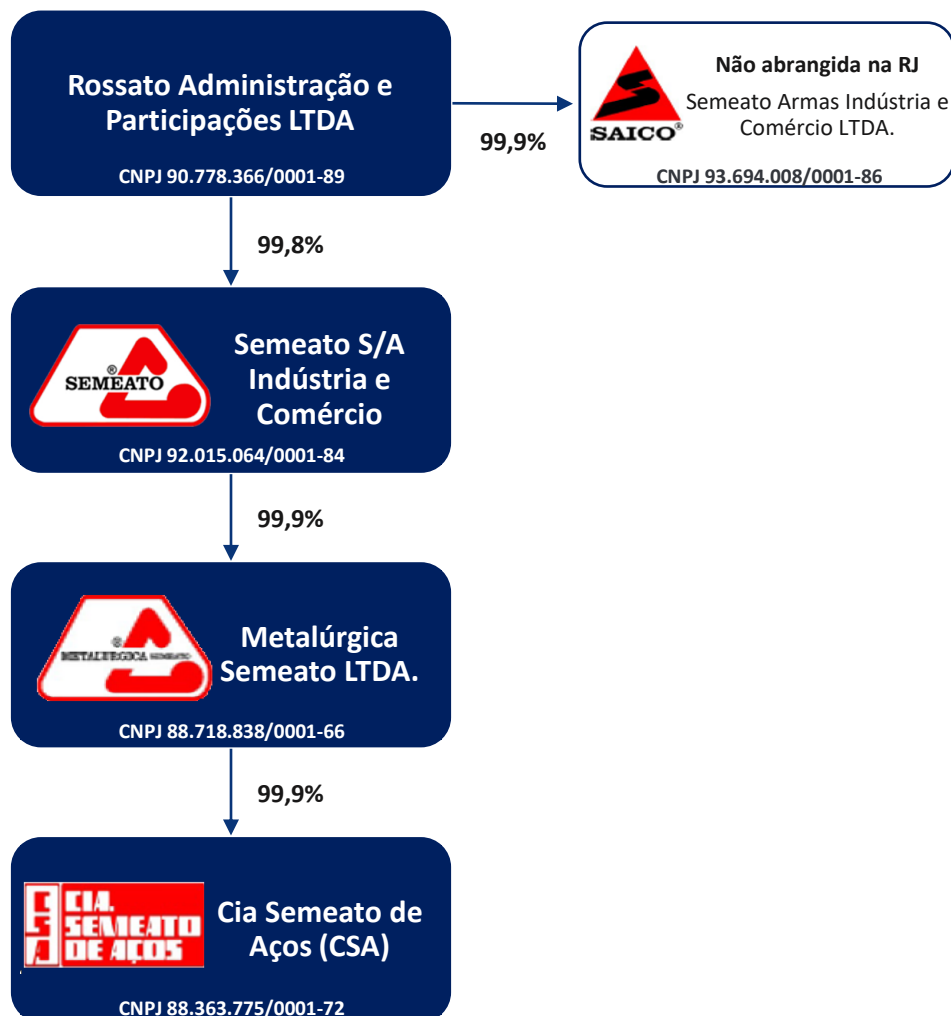 Rossato Administração e
Participações LTDA
CNPJ 90.778.366/0001-89
99,9%
SAICO®
Não abrangida na RJ
Semeato Armas Indústria e
Comércio LTDA.
CNPJ 93.694.008/0001-86
99,8%
SEMEATO®
Semeato S/A
Indústria e
Comércio
CNPJ 92.015.064/0001-84
99,9%
METALÚRGICA SEMEATO®
Metalúrgica
Semeato LTDA.
CNPJ 88.718.838/0001-66
99,9%
CSA
CIA.
SEMEATO
DE AÇOS
Cia Semeato de
Aços (CSA)
CNPJ 88.363.775/0001-72